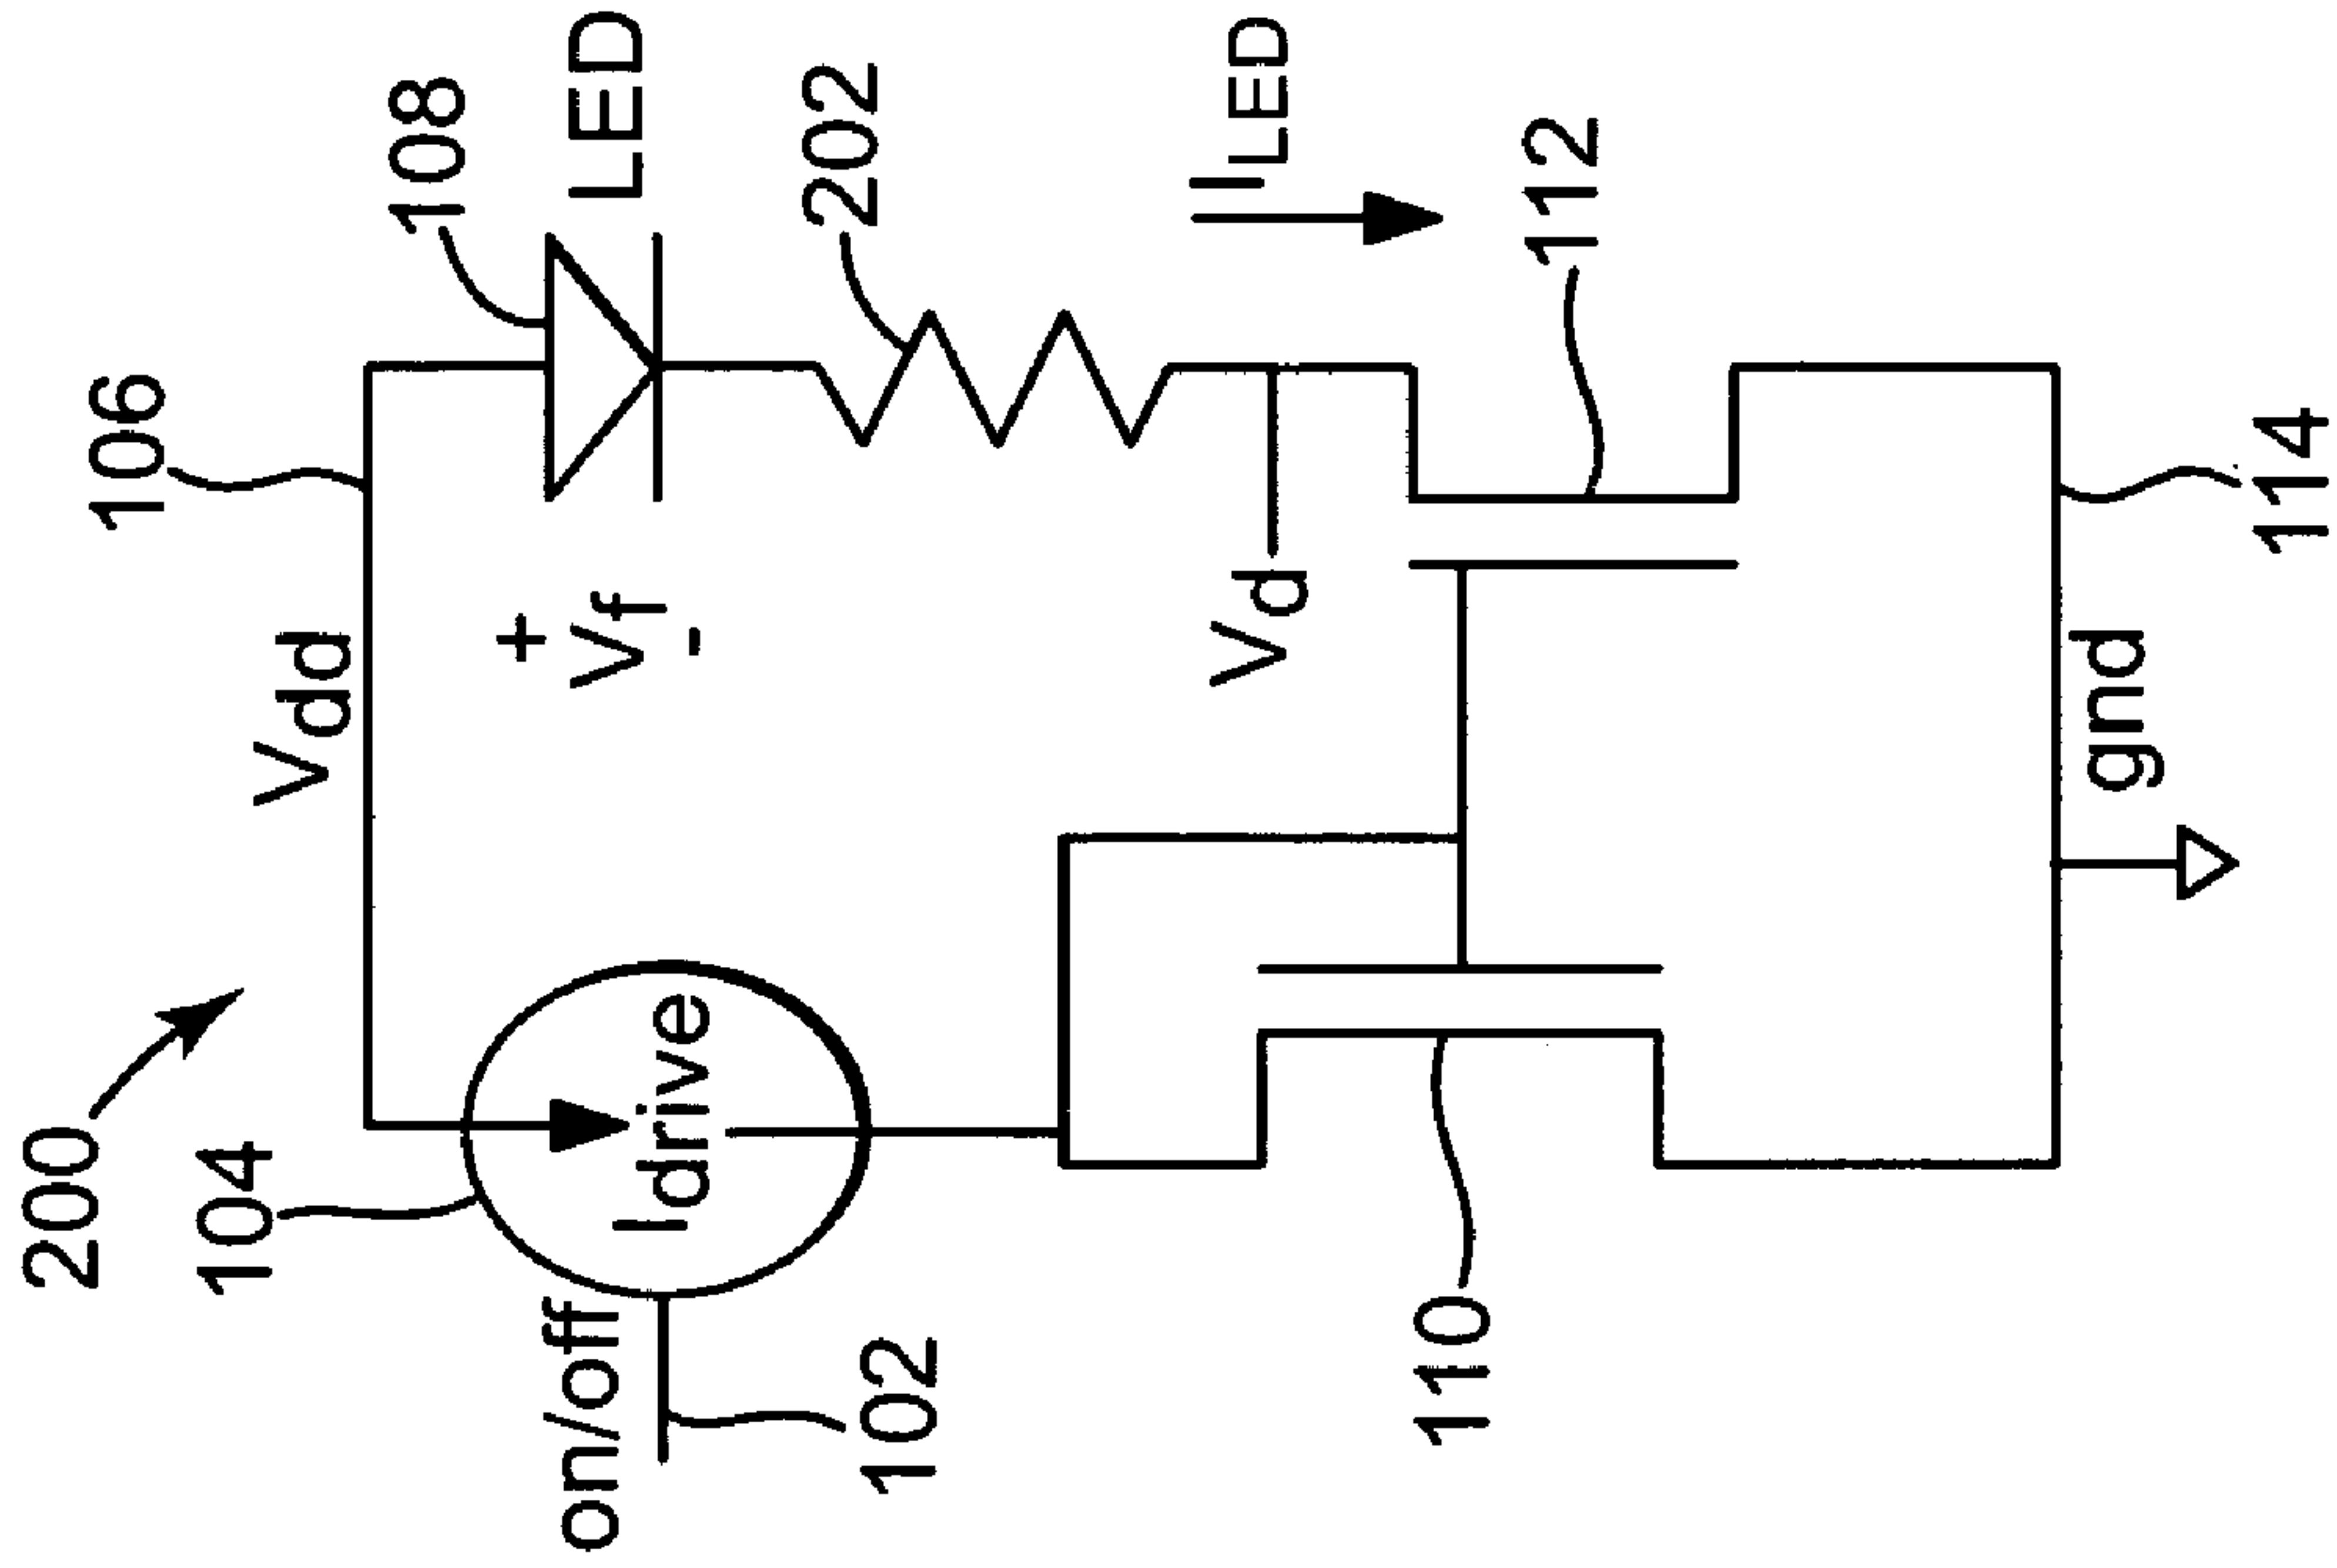 200
104
106
Vdd
108
LED
+
Vf
-
on/off
Idrive
102
202
Vd
ILED
110
112
gnd
114